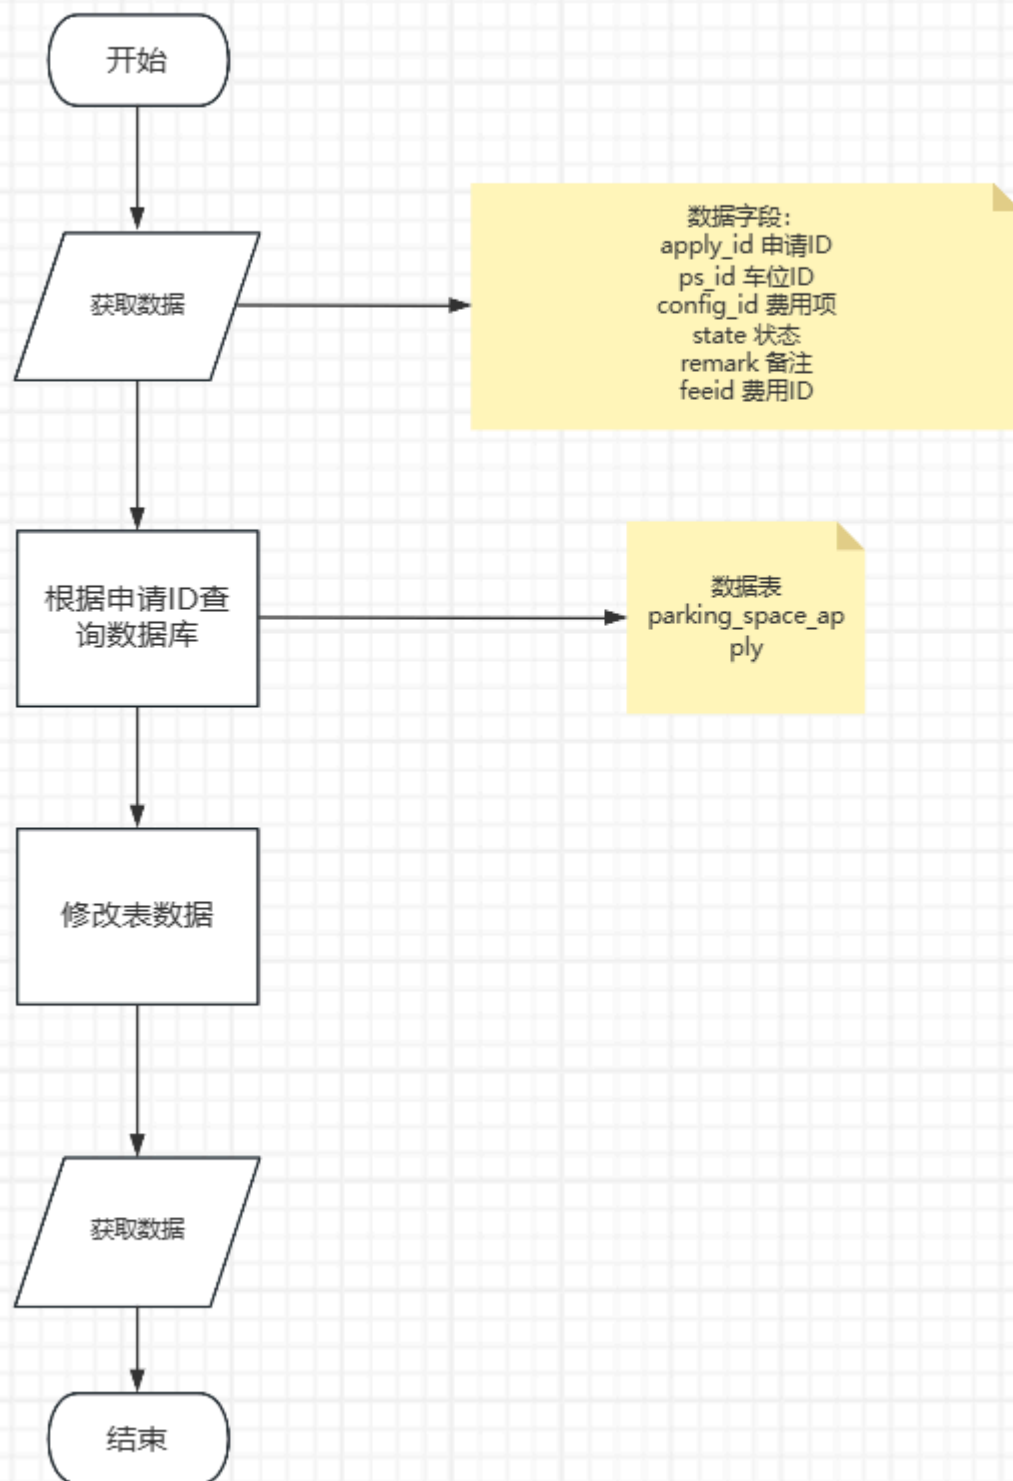 开始
获取数据
数据字段：
apply_id 申请ID
ps_id 车位ID
config_id 费用项
state 状态
remark 备注
feeid 费用ID
根据申请ID查
询数据库
数据表
parking_space_ap
ply
修改表数据
获取数据
结束